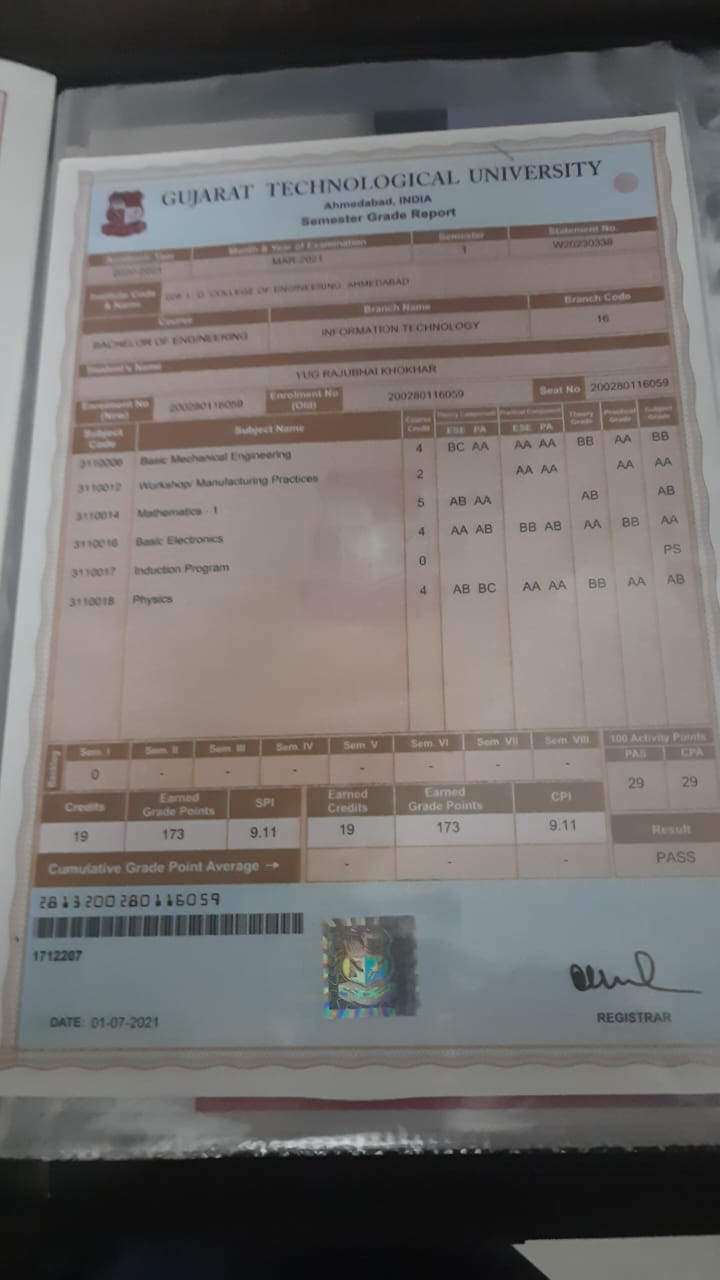 GUJARAT TECHNOLOGICAL UNIVERSITY
Ahmedabad, INDIA
Semester Grade Report
Academic Year Month & Year of Examination Semester Statement No.
2020-2021 MAR-2021 1 W20230338
Institute Code & Name 028 L. D. COLLEGE OF ENGINEERING, AHMEDABAD
Course Branch Name Branch Code
BACHELOR OF ENGINEERING INFORMATION TECHNOLOGY 16
Student's Name YUG RAJUBHAI KHOKHAR
Enrolment No (New) 200280116059 Enrolment No (Old) 200280116059 Seat No 200280116059
Subject Code Subject Name Course Credit Theory Component Practical Component Theory Grade Practical Grade Subject Grade
ESE PA ESE PA
3110006 Basic Mechanical Engineering 4 BC AA AA AA BB AA BB
3110012 Workshop/ Manufacturing Practices 2 AA AA AA AA
3110014 Mathematics - 1 5 AB AA AB AB
3110016 Basic Electronics 4 AA AB BB AB AA BB AA
3110017 Induction Program 0 PS
3110018 Physics 4 AB BC AA AA BB AA AB
Backlog Sem. I Sem. II Sem. III Sem. IV Sem. V Sem. VI Sem. VII Sem. VIII 100 Activity Points
0 - - - - - - - PAS CPA
29 29
Credits Earned Grade Points SPI Earned Credits Earned Grade Points CPI
19 173 9.11 19 173 9.11 Result
Cumulative Grade Point Average → - - - PASS
2813200280116059
1712207
DATE: 01-07-2021
REGISTRAR